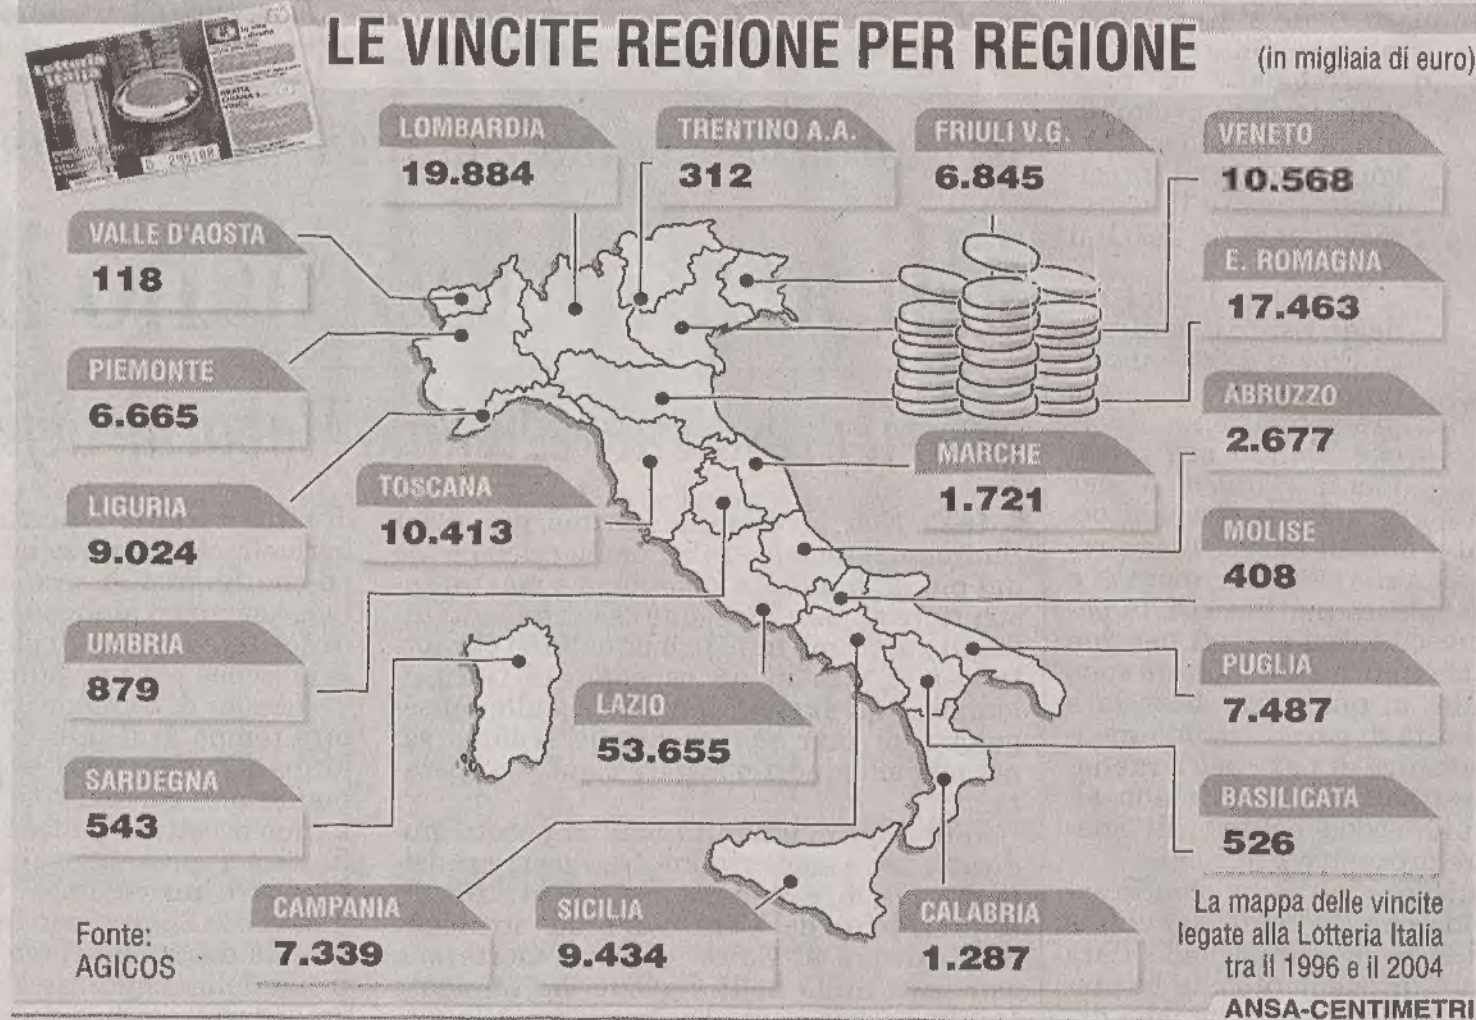 LE VINCITE REGIONE PER REGIONE
(in migliaia di euro)
Lotteria
Italia
LOMBARDIA
19.884
TRENTINO A.A.
312
FRIULI V.G.
6.845
VENETO
10.568
VALLE D'AOSTA
118
E. ROMAGNA
17.463
PIEMONTE
6.665
ABRUZZO
2.677
MARCHE
1.721
TOSCANA
10.413
LIGURIA
9.024
MOLISE
408
UMBRIA
879
PUGLIA
7.487
LAZIO
53.655
SARDEGNA
543
BASILICATA
526
CAMPANIA
7.339
SICILIA
9.434
CALABRIA
1.287
Fonte:
AGICOS
La mappa delle vincite
legate alla Lotteria Italia
tra il 1996 e il 2004
ANSA-CENTIMETRI